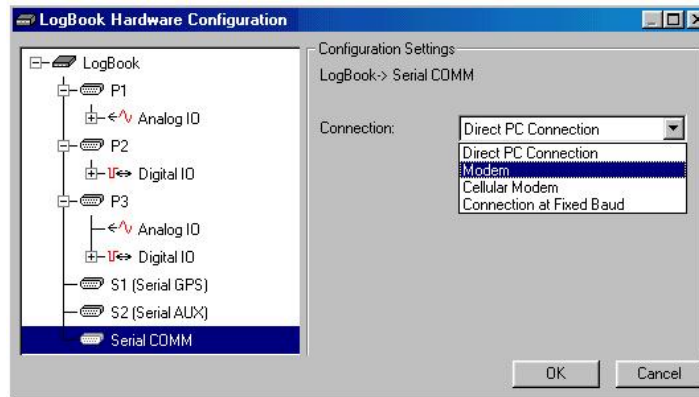 LogBook Hardware Configuration
LogBook
P1
Analog IO
P2
Digital IO
P3
Analog IO
Digital IO
S1 (Serial GPS)
S2 (Serial AUX)
Serial COMM
Configuration Settings
LogBook-> Serial COMM
Connection:
Direct PC Connection
Direct PC Connection
Modem
Cellular Modem
Connection at Fixed Baud
OK
Cancel